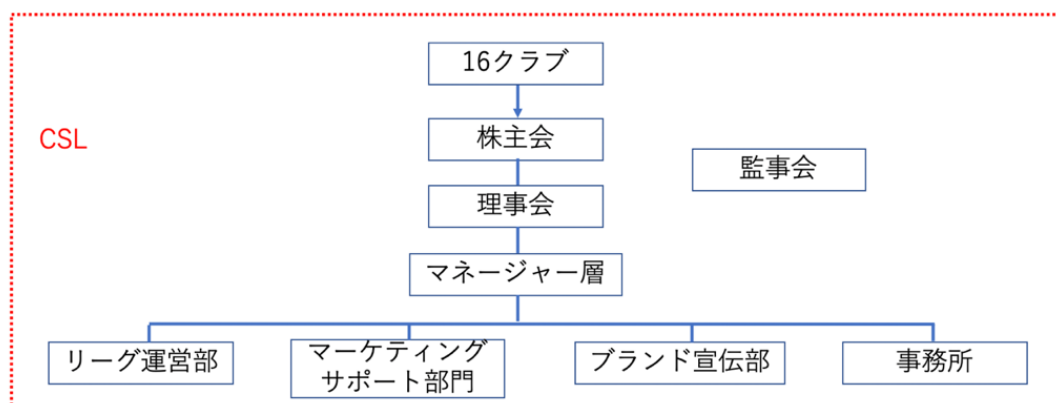 16クラブ
CSL
株主会
監事会
理事会
マネージャー層
リーグ運営部
マーケティング
サポート部門
ブランド宣伝部
事務所